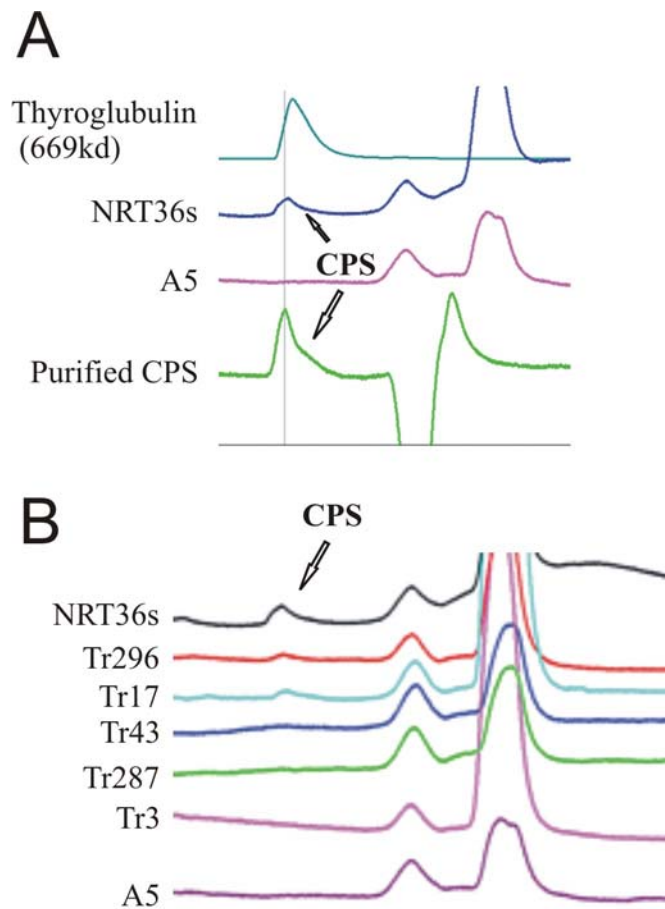 A
Thyroglubulin
(669kd)
NRT36s
CPS
A5
Purified CPS
B
CPS
NRT36s
Tr296
Tr17
Tr43
Tr287
Tr3
A5